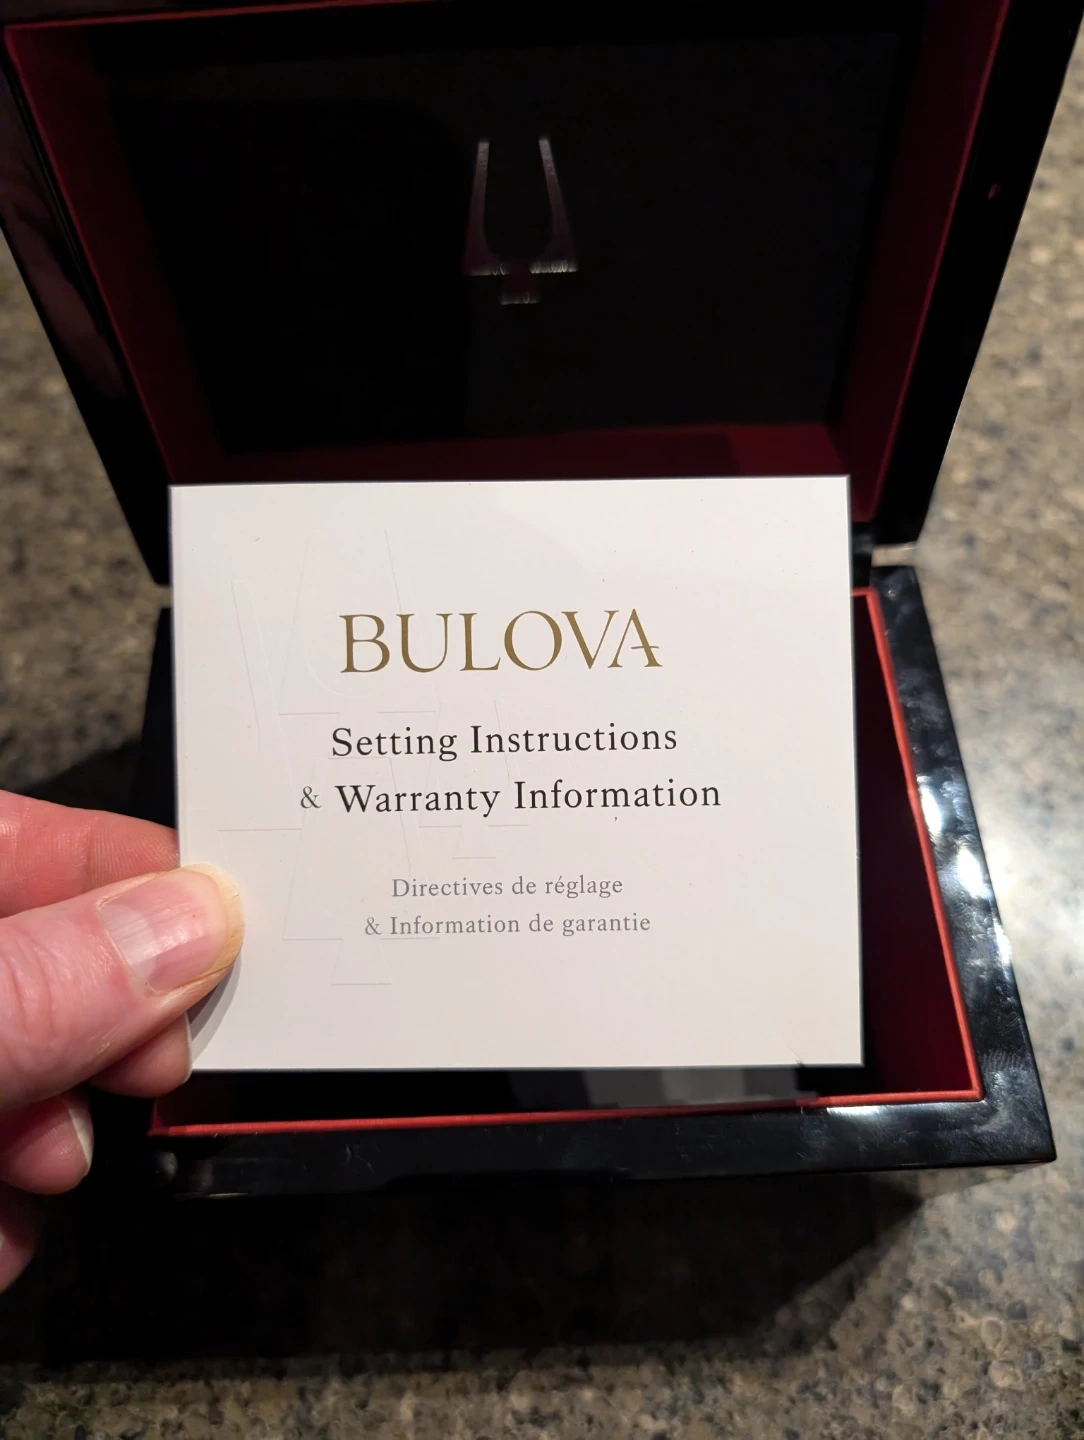 BULOVA
Setting Instructions
& Warranty Information
Directives de réglage
& Information de garantie